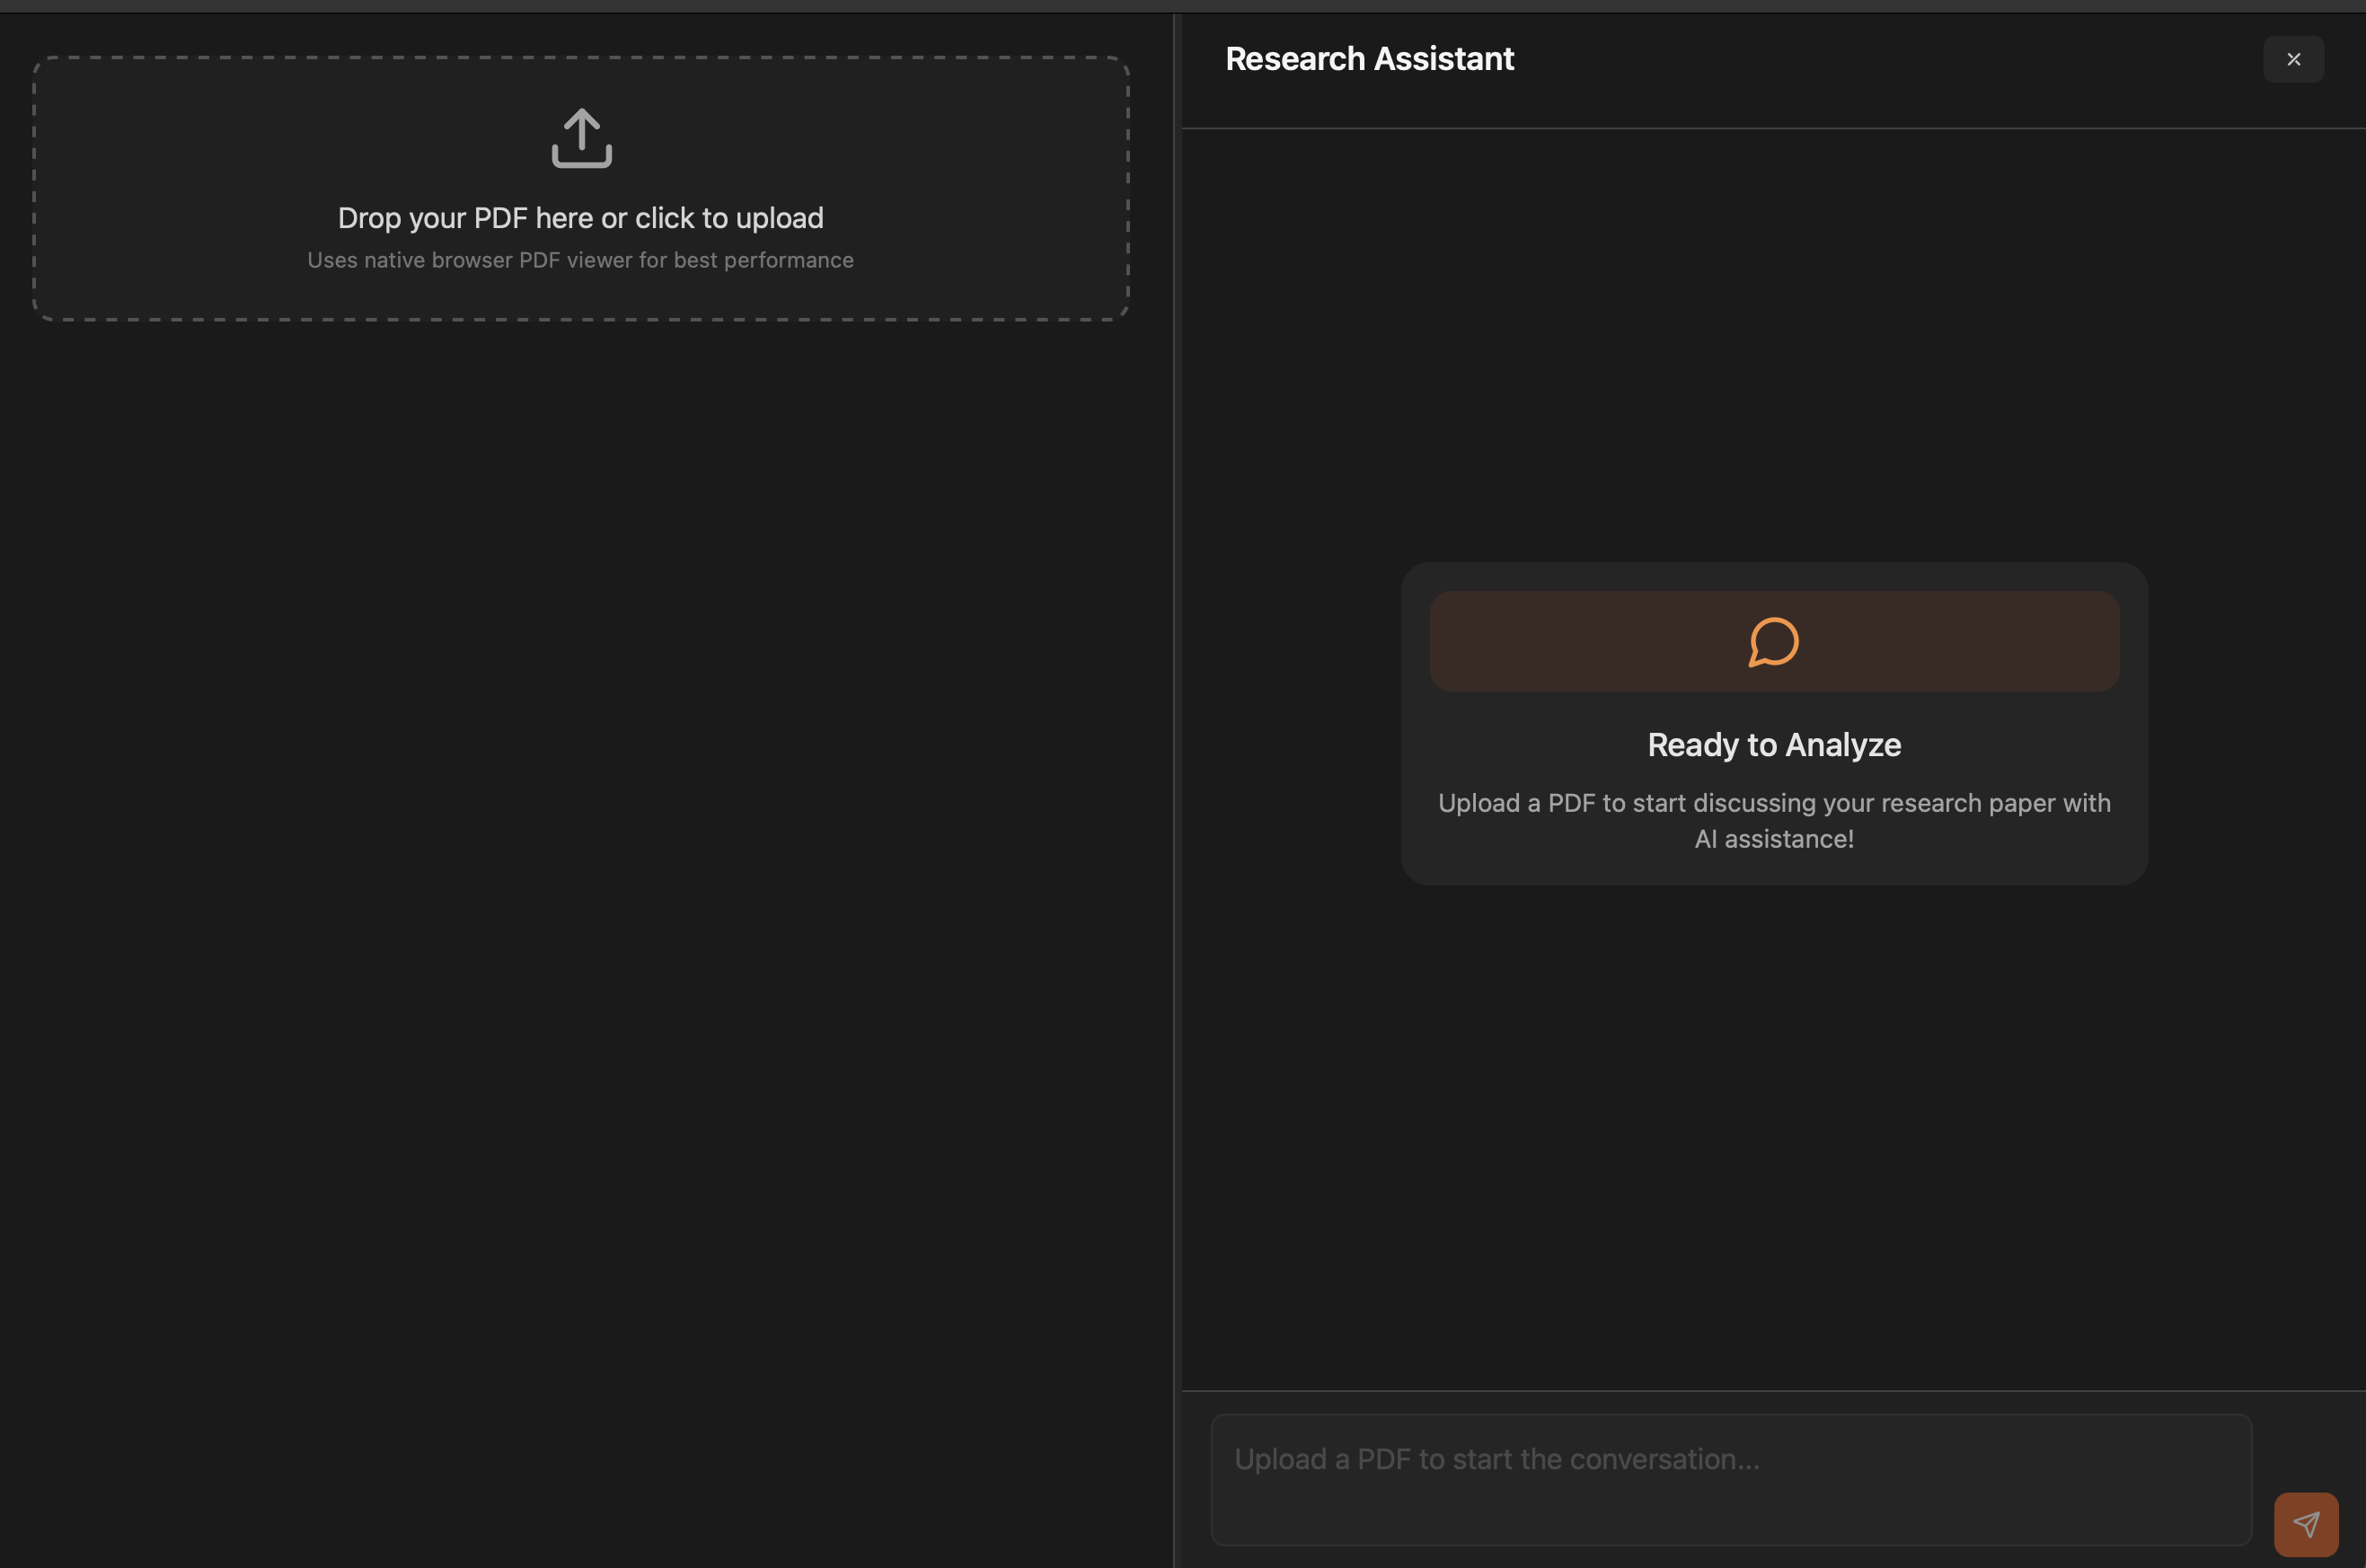 Drop your PDF here or click to upload
Uses native browser PDF viewer for best performance
Research Assistant
Ready to Analyze
Upload a PDF to start discussing your research paper with
AI assistance!
Upload a PDF to start the conversation...